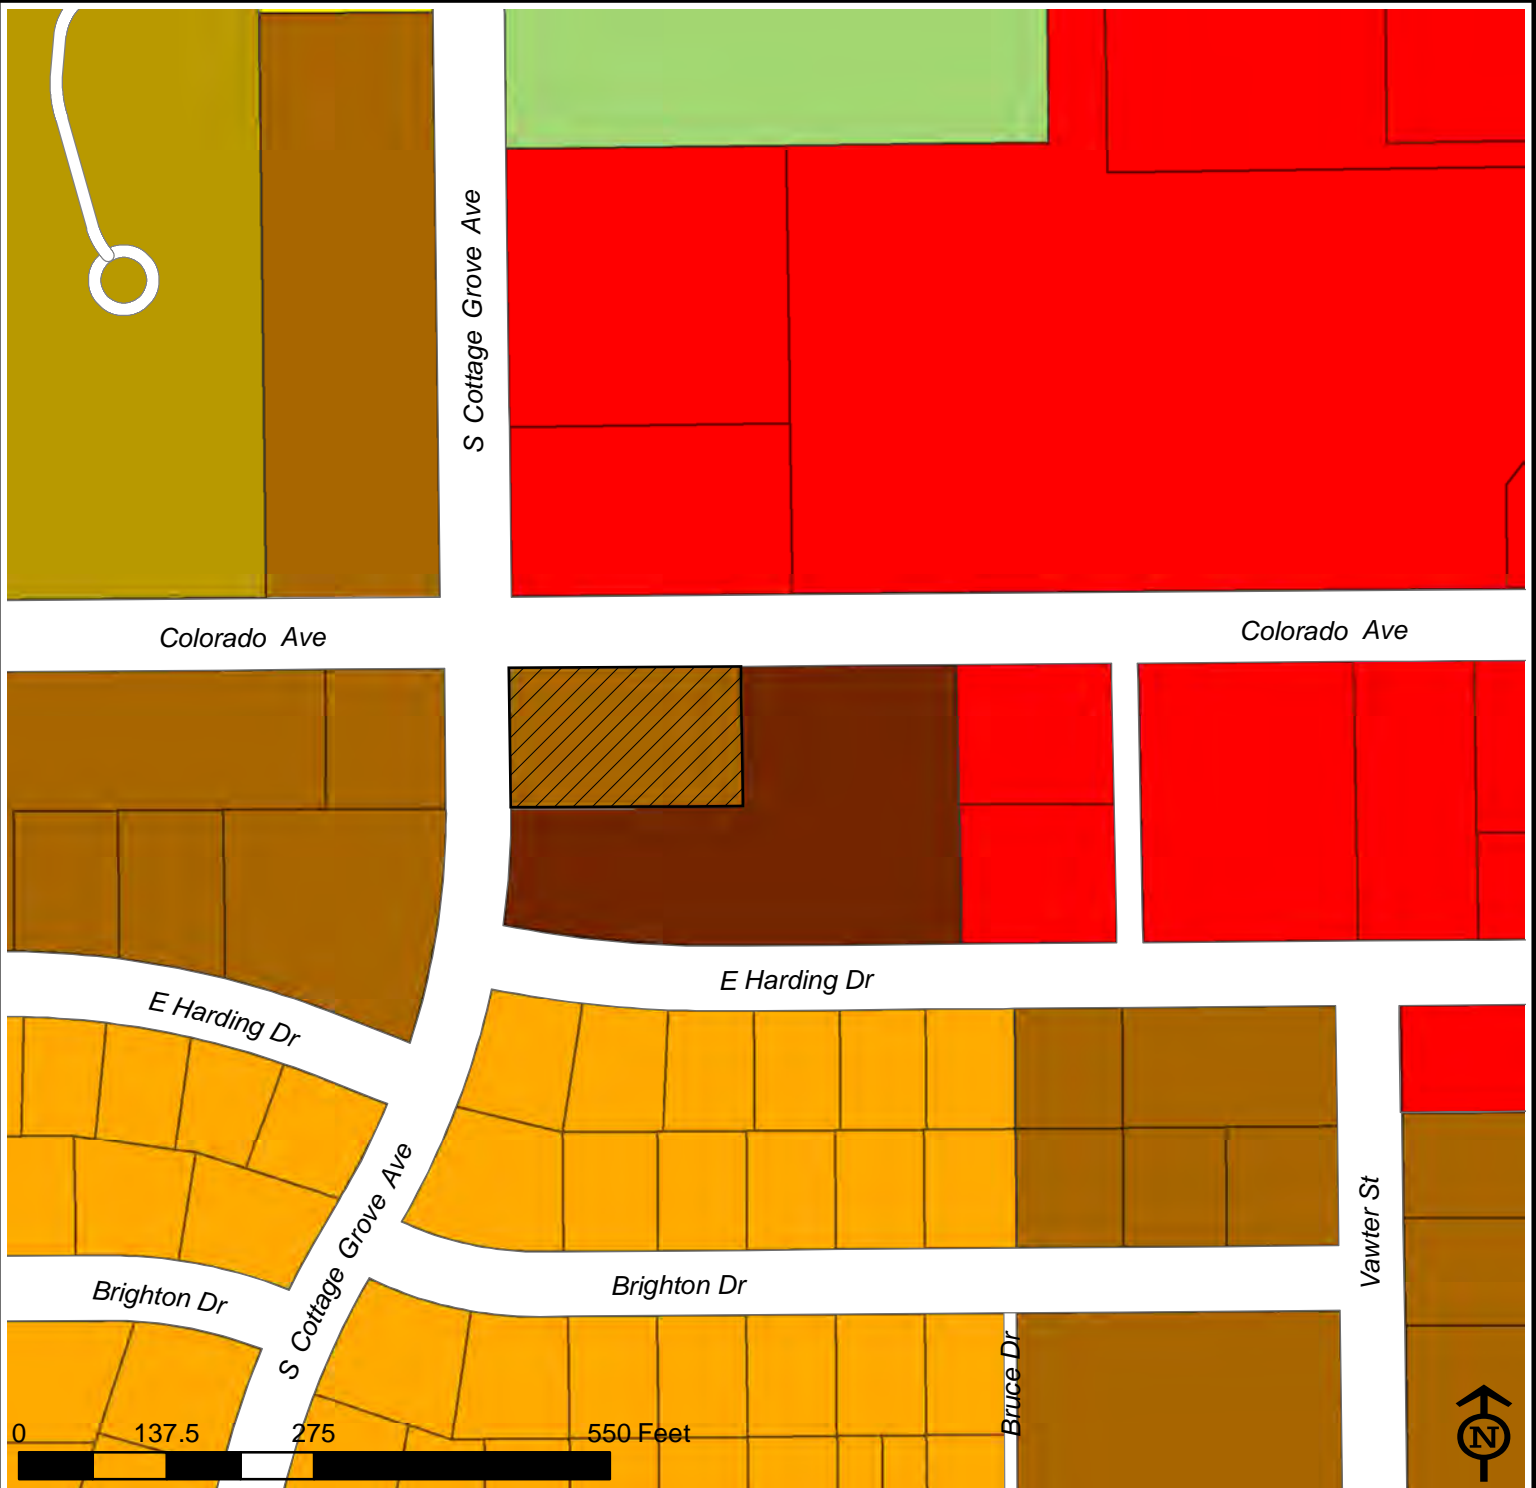 S Cottage Grove Ave
Colorado Ave
Colorado Ave
E Harding Dr
E Harding Dr
S Cottage Grove Ave
Vawter St
Brighton Dr
Brighton Dr
Bruce Dr
0 137.5 275 550 Feet
N